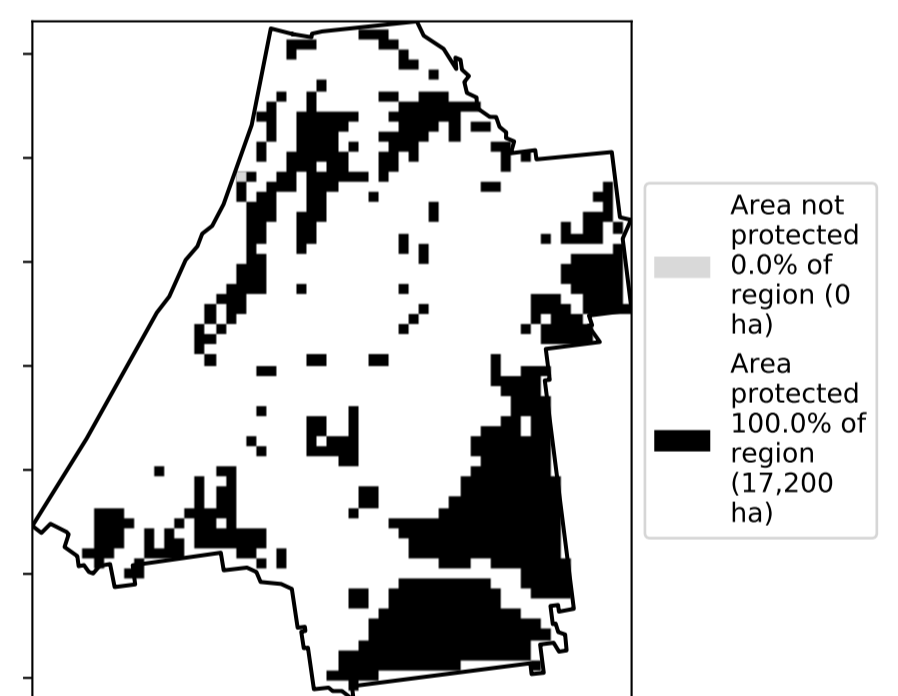 Area not
protected
0.0% of
region (0
ha)
Area
protected
100.0% of
region
(17,200
ha)